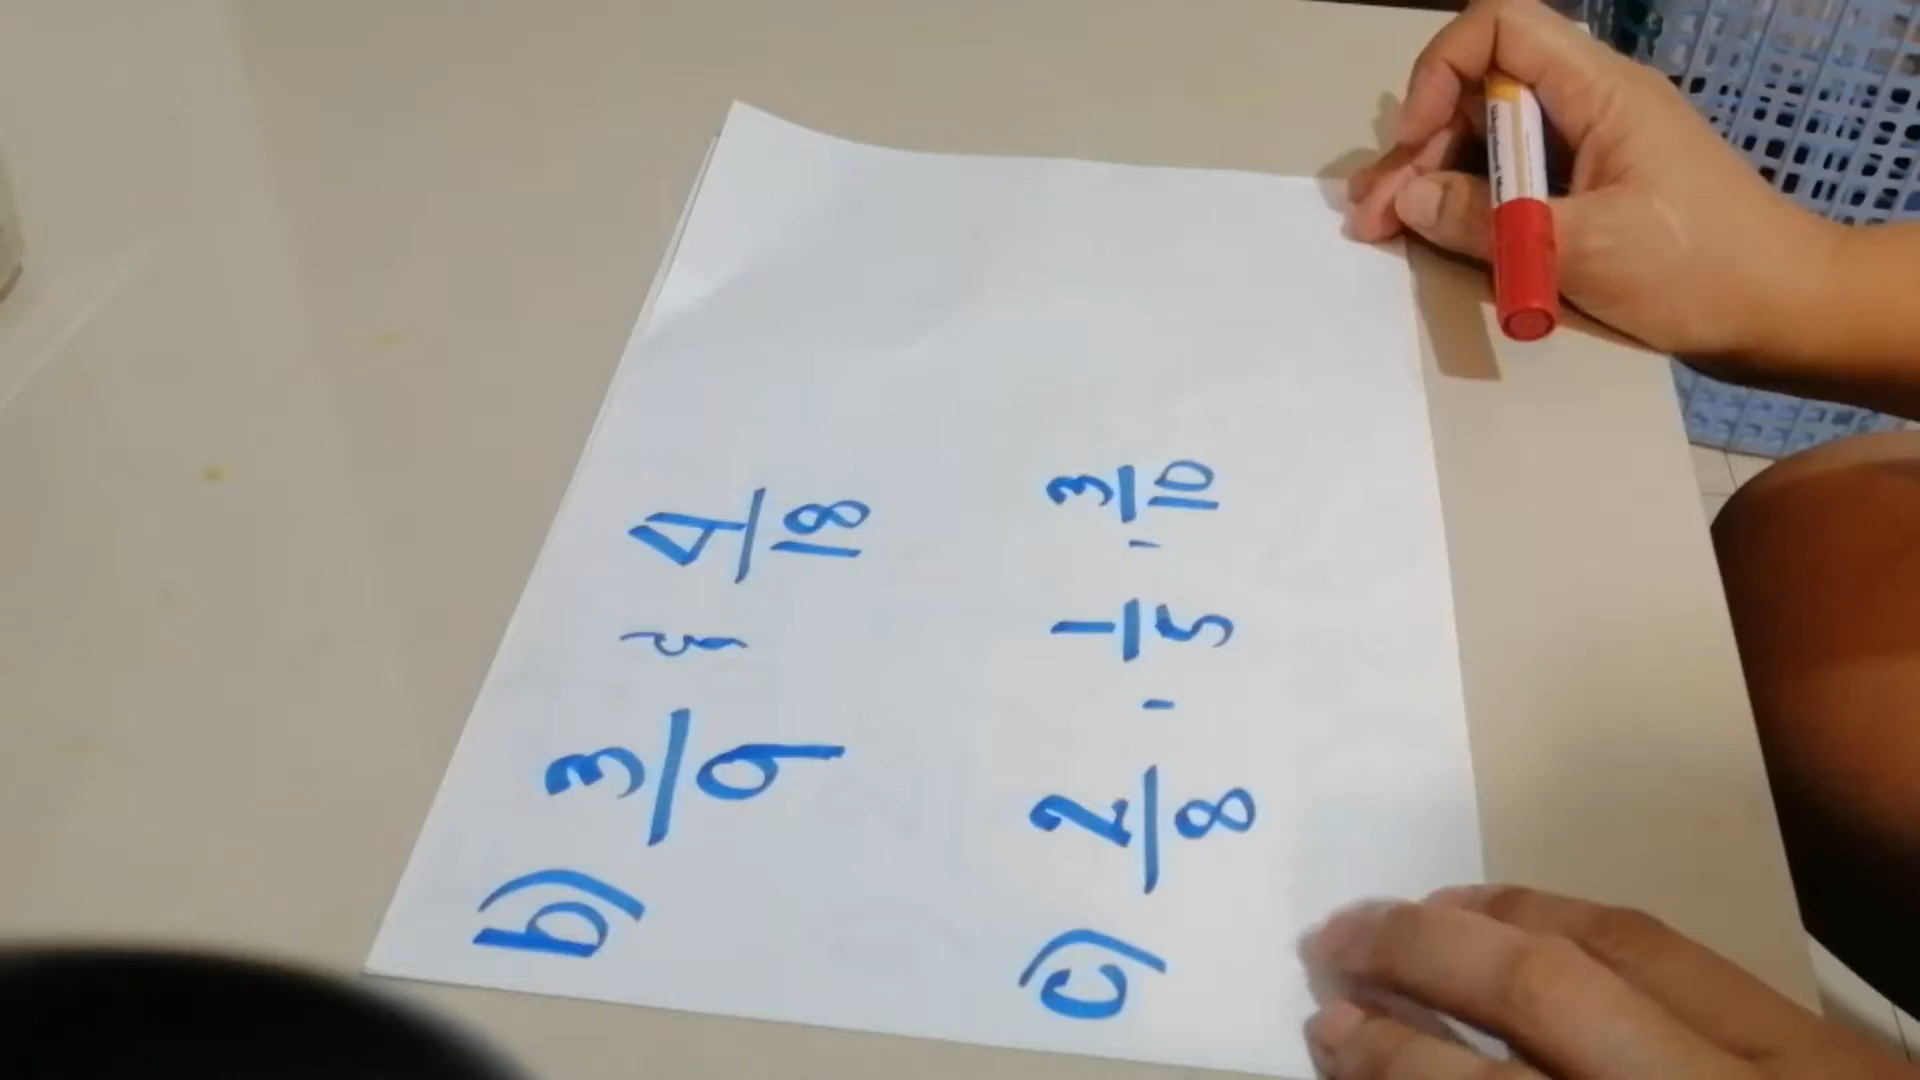 b) 3/9 & 4/18
c) 2/8 , 1/5 , 3/10